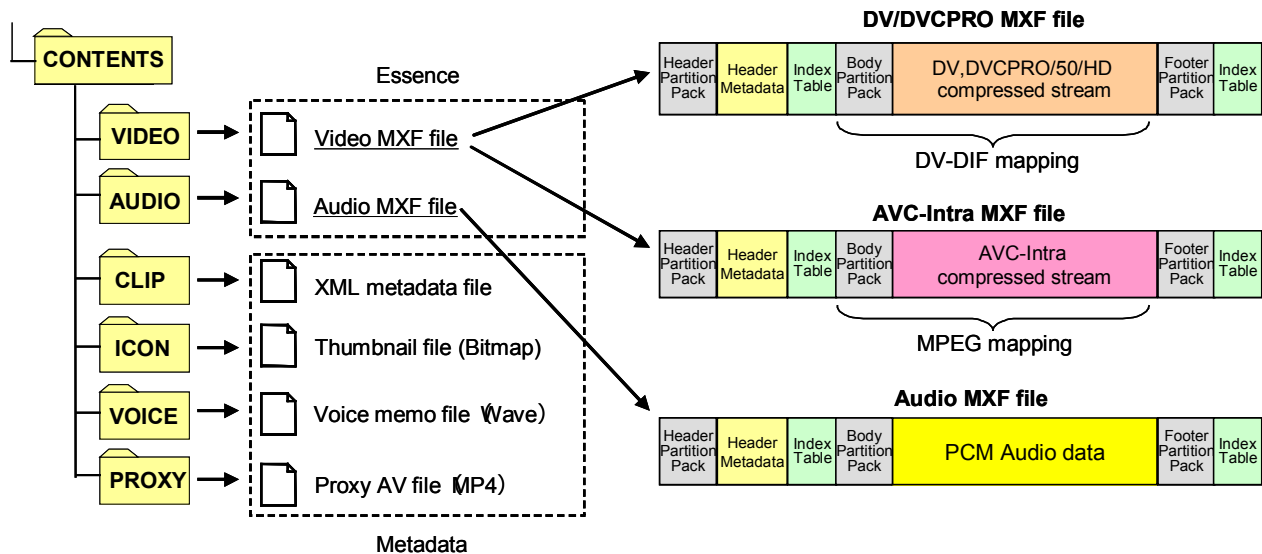 CONTENTS
VIDEO
AUDIO
CLIP
ICON
VOICE
PROXY
Essence
Video MXF file
Audio MXF file
XML metadata file
Thumbnail file (Bitmap)
Voice memo file (Wave)
Proxy AV file (MP4)
Metadata
DV/DVCPRO MXF file
Header
Partition
Pack
Header
Metadata
Index
Table
Body
Partition
Pack
DV,DVCPRO/50/HD
compressed stream
Footer
Partition
Pack
Index
Table
DV-DIF mapping
AVC-Intra MXF file
Header
Partition
Pack
Header
Metadata
Index
Table
Body
Partition
Pack
AVC-Intra
compressed stream
Footer
Partition
Pack
Index
Table
MPEG mapping
Audio MXF file
Header
Partition
Pack
Header
Metadata
Index
Table
Body
Partition
Pack
PCM Audio data
Footer
Partition
Pack
Index
Table